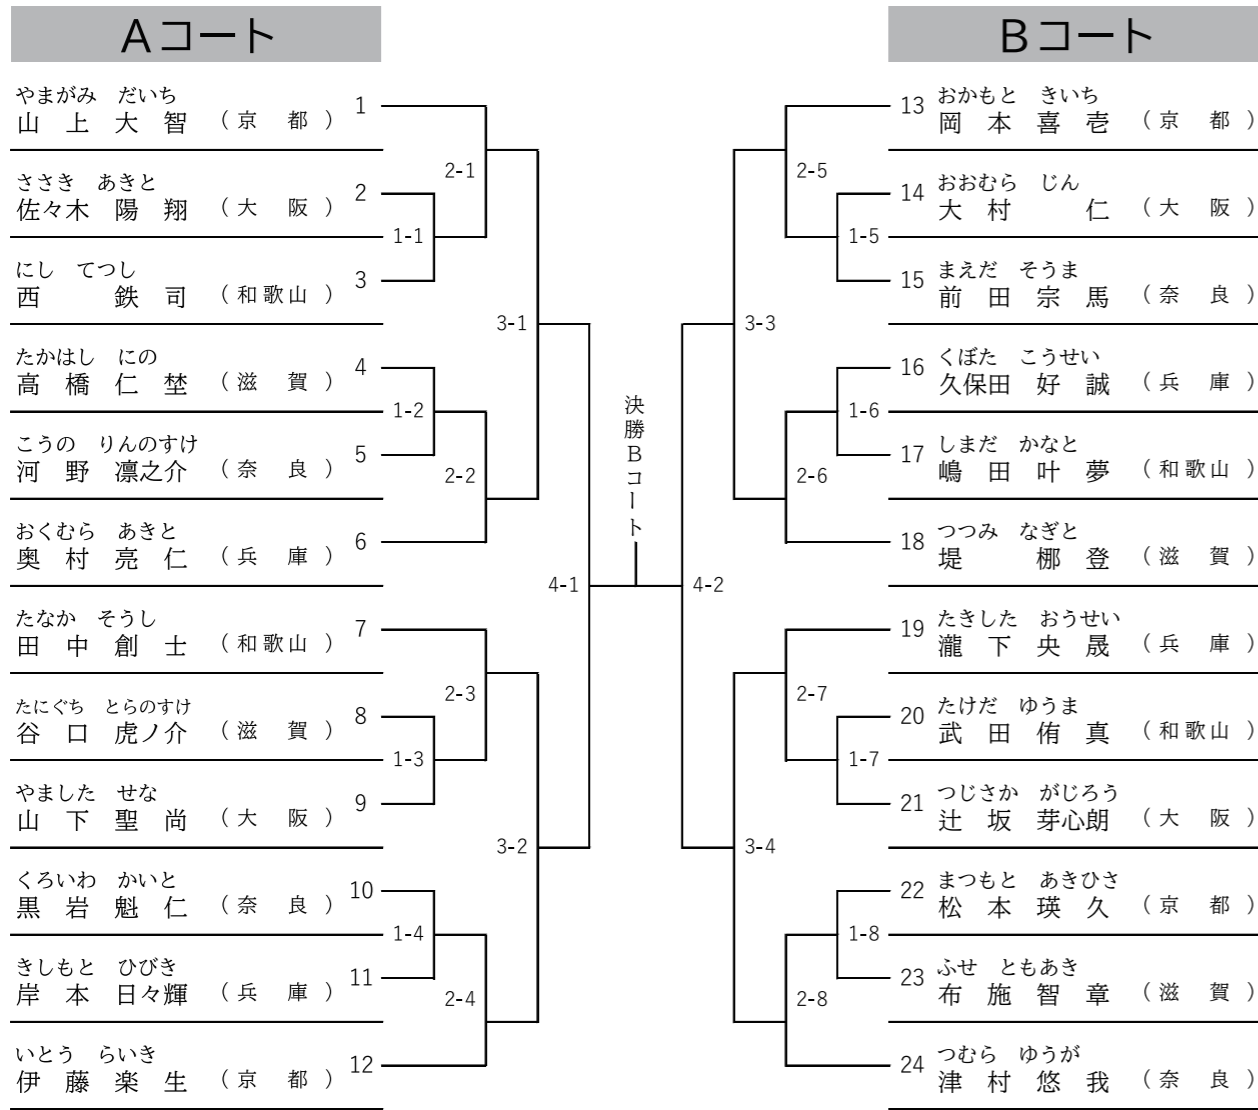 Aコート
やまがみ だいち
山上大智 (京都) 1
ささき あきと
佐々木陽翔 (大阪) 2
にし てつし
西 鉄司 (和歌山) 3
たかはし にの
高橋仁埜 (滋賀) 4
こうの りんのすけ
河野凛之介 (奈良) 5
おくむら あきと
奥村亮仁 (兵庫) 6
たなか そうし
田中創士 (和歌山) 7
たにぐち とらのすけ
谷口虎ノ介 (滋賀) 8
やました せな
山下聖尚 (大阪) 9
くろいわ かいと
黒岩魁仁 (奈良) 10
きしもと ひびき
岸本日々輝 (兵庫) 11
いとう らいき
伊藤楽生 (京都) 12
1-1
1-2
1-3
1-4
2-1
2-2
2-3
2-4
3-1
3-2
4-1
決勝Bコート
4-2
3-3
3-4
2-5
2-6
2-7
2-8
1-5
1-6
1-7
1-8
Bコート
おかもと きいち
13 岡本喜壱 (京都)
おおむら じん
14 大村 仁 (大阪)
まえだ そうま
15 前田宗馬 (奈良)
くぼた こうせい
16 久保田好誠 (兵庫)
しまだ かなと
17 嶋田叶夢 (和歌山)
つつみ なぎと
18 堤 梛登 (滋賀)
たきした おうせい
19 瀧下央晟 (兵庫)
たけだ ゆうま
20 武田侑真 (和歌山)
つじさか がじろう
21 辻坂芽心朗 (大阪)
まつもと あきひさ
22 松本瑛久 (京都)
ふせ ともあき
23 布施智章 (滋賀)
つむら ゆうが
24 津村悠我 (奈良)